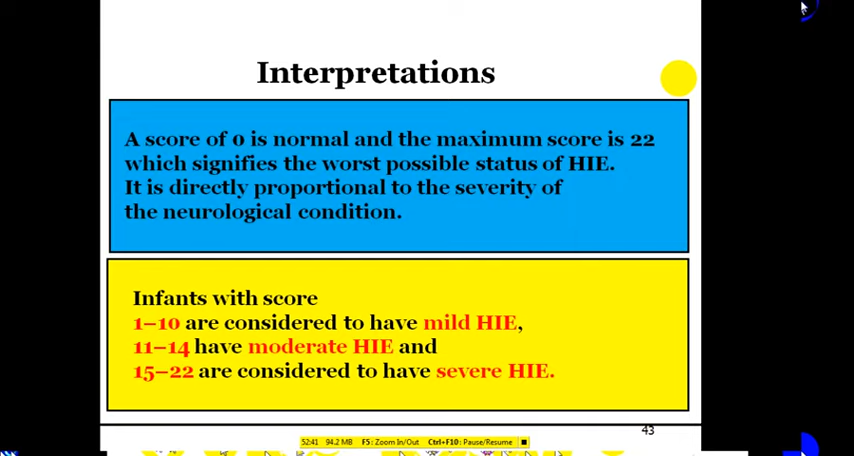 Interpretations
A score of 0 is normal and the maximum score is 22
which signifies the worst possible status of HIE.
It is directly proportional to the severity of
the neurological condition.
Infants with score
1–10 are considered to have mild HIE,
11–14 have moderate HIE and
15–22 are considered to have severe HIE.
43
52:41 94.2 MB F5: Zoom In/Out Ctrl+F10: Pause/Resume